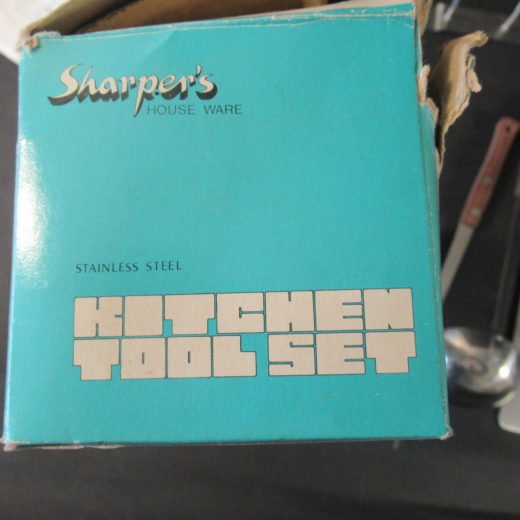 Sharper's
HOUSE WARE
STAINLESS STEEL
KITCHEN
TOOL SET